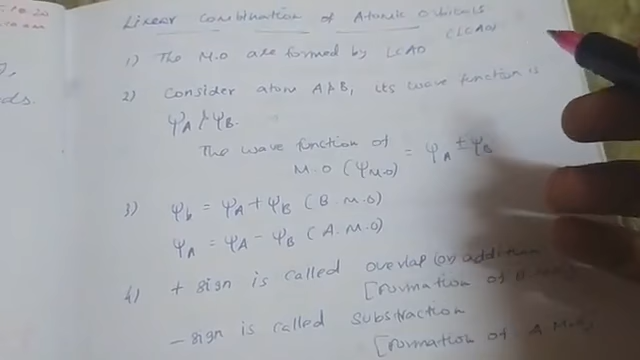 Linear Combination of Atomic Orbitals
(LCAO)
1) The M.O are formed by LCAO
2) Consider atom A & B, its wave function is
ψA & ψB.
The wave function of
M.O (ψM.O) = ψA ± ψB
3) ψb = ψA + ψB (B.M.O)
ψA = ψA - ψB (A.M.O)
4) + sign is called overlap (or) addition
[Formation of B
- sign is called substraction
[Formation of A M.O]
ds.